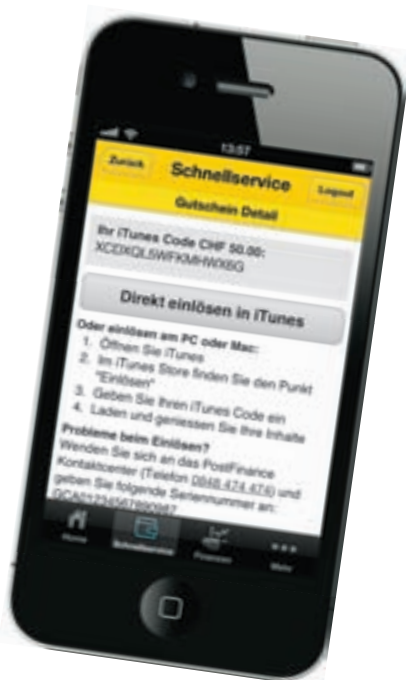 13:57
Zurück Schnellservice Logout
Gutschein Detail
Ihr iTunes Code CHF 50.00:
XCDXQL5WFKMHWX6G
Direkt einlösen in iTunes
Oder einlösen am PC oder Mac:
1. Öffnen Sie iTunes
2. Im iTunes Store finden Sie den Punkt
"Einlösen"
3. Geben Sie Ihren iTunes Code ein
4. Laden und geniessen Sie Ihre Inhalte
Probleme beim Einlösen?
Wenden Sie sich an das PostFinance
Kontaktcenter (Telefon 0848 474 474) und
geben Sie folgende Seriennummer an:
Home Schnellservice Finanzen Mehr